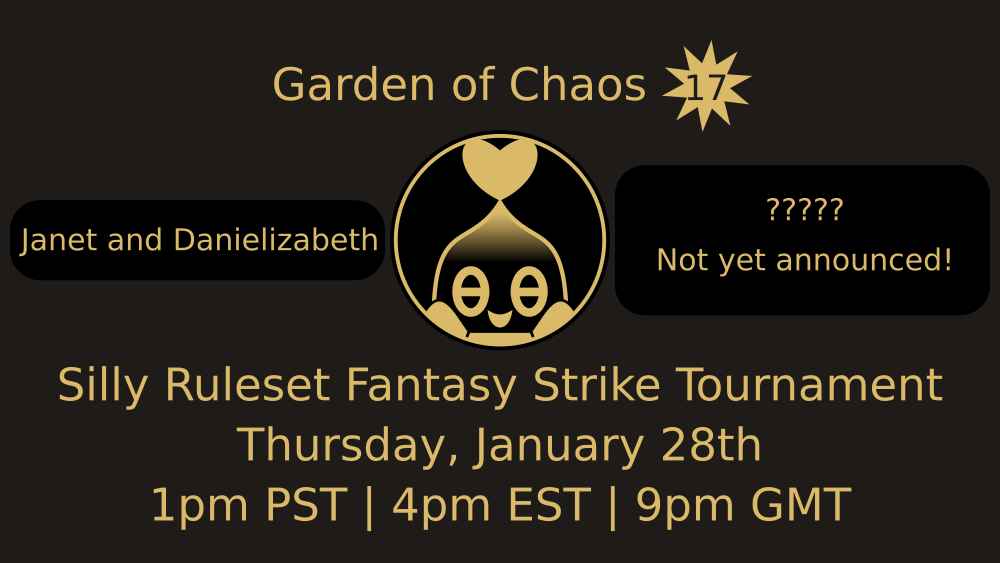 Garden of Chaos 17
Janet and Danielizabeth
?????
Not yet announced!
Silly Ruleset Fantasy Strike Tournament
Thursday, January 28th
1pm PST | 4pm EST | 9pm GMT